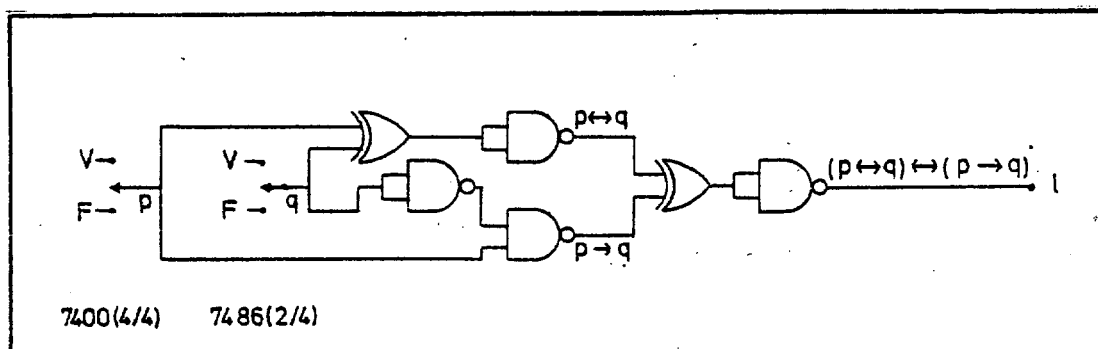 p↔q
V V (p↔q)↔(p→q)
p q l
F F
p→q
7400(4/4) 7486(2/4)